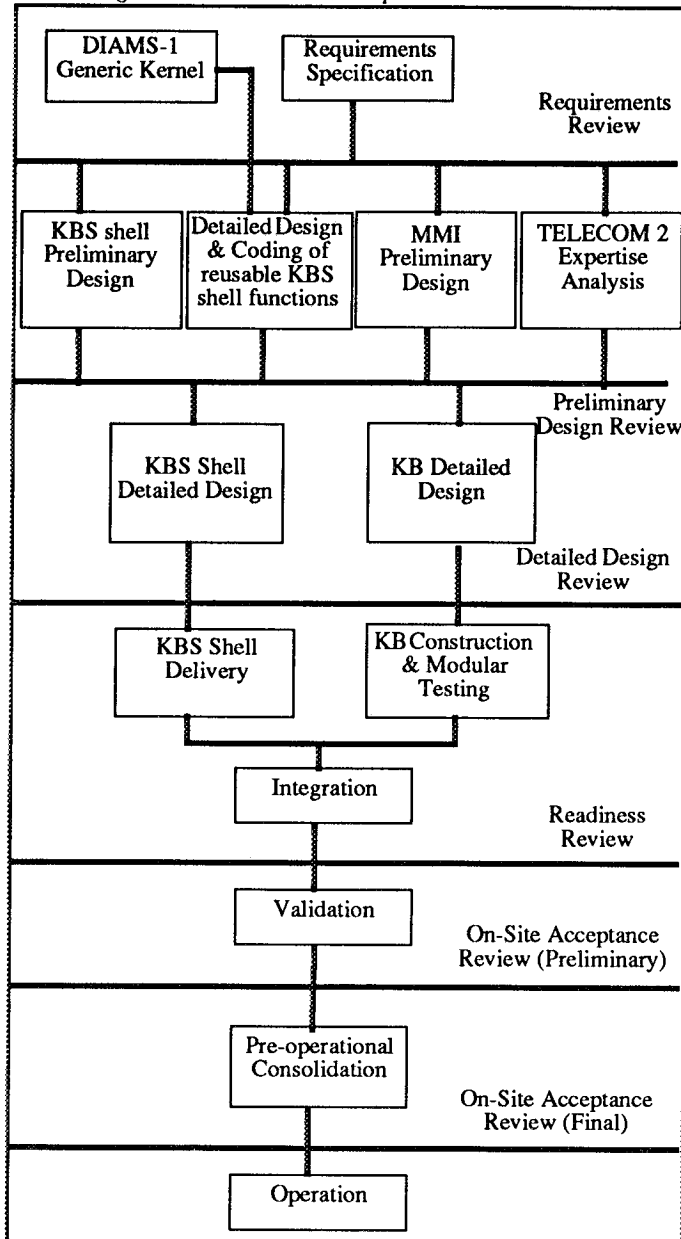 DIAMS-1
Generic Kernel
Requirements
Specification
Requirements
Review
KBS shell
Preliminary
Design
Detailed Design
& Coding of
reusable KBS
shell functions
MMI
Preliminary
Design
TELECOM 2
Expertise
Analysis
Preliminary
Design Review
KBS Shell
Detailed Design
KB Detailed
Design
Detailed Design
Review
KBS Shell
Delivery
KB Construction
& Modular
Testing
Integration
Readiness
Review
Validation
On-Site Acceptance
Review (Preliminary)
Pre-operational
Consolidation
On-Site Acceptance
Review (Final)
Operation